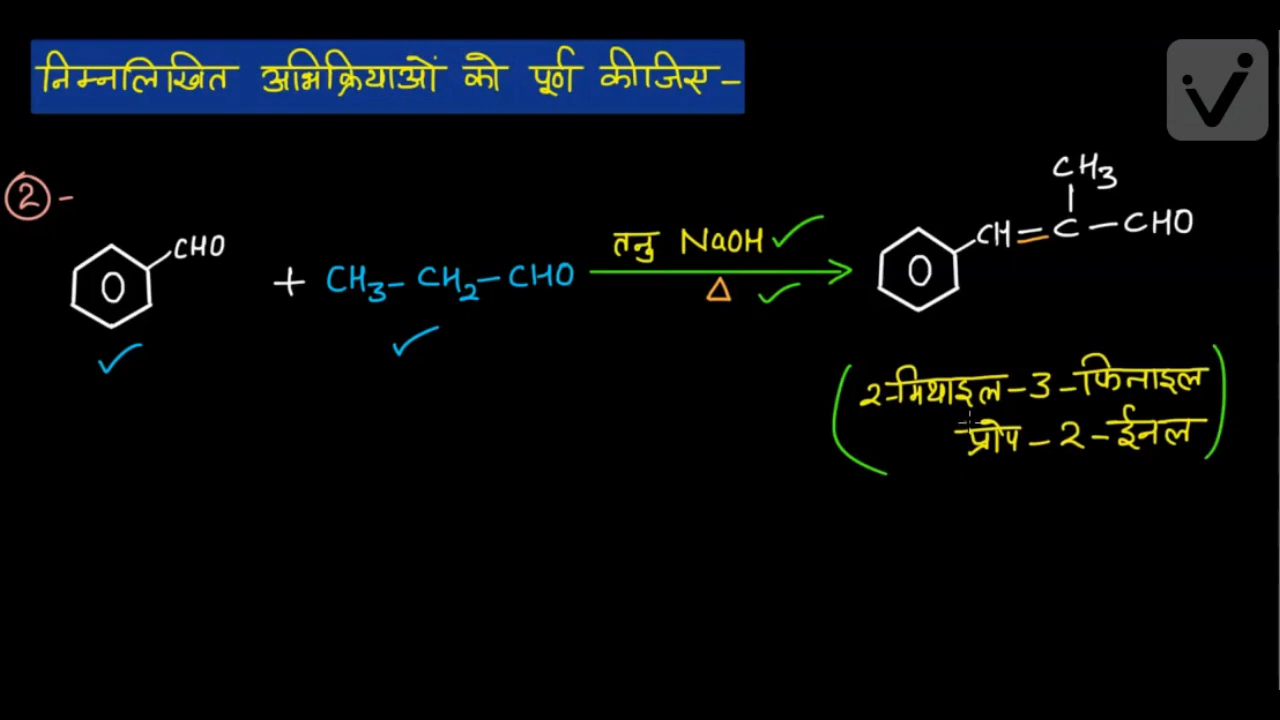 निम्नलिखित अभिक्रियाओं को पूर्ण कीजिए -
2 -
CHO
+ CH3 - CH2 - CHO
तनु NaOH
Δ
CH3
CH = C - CHO
(2-मिथाइल - 3 - फिनाइल
प्रोप - 2 - ईनल)